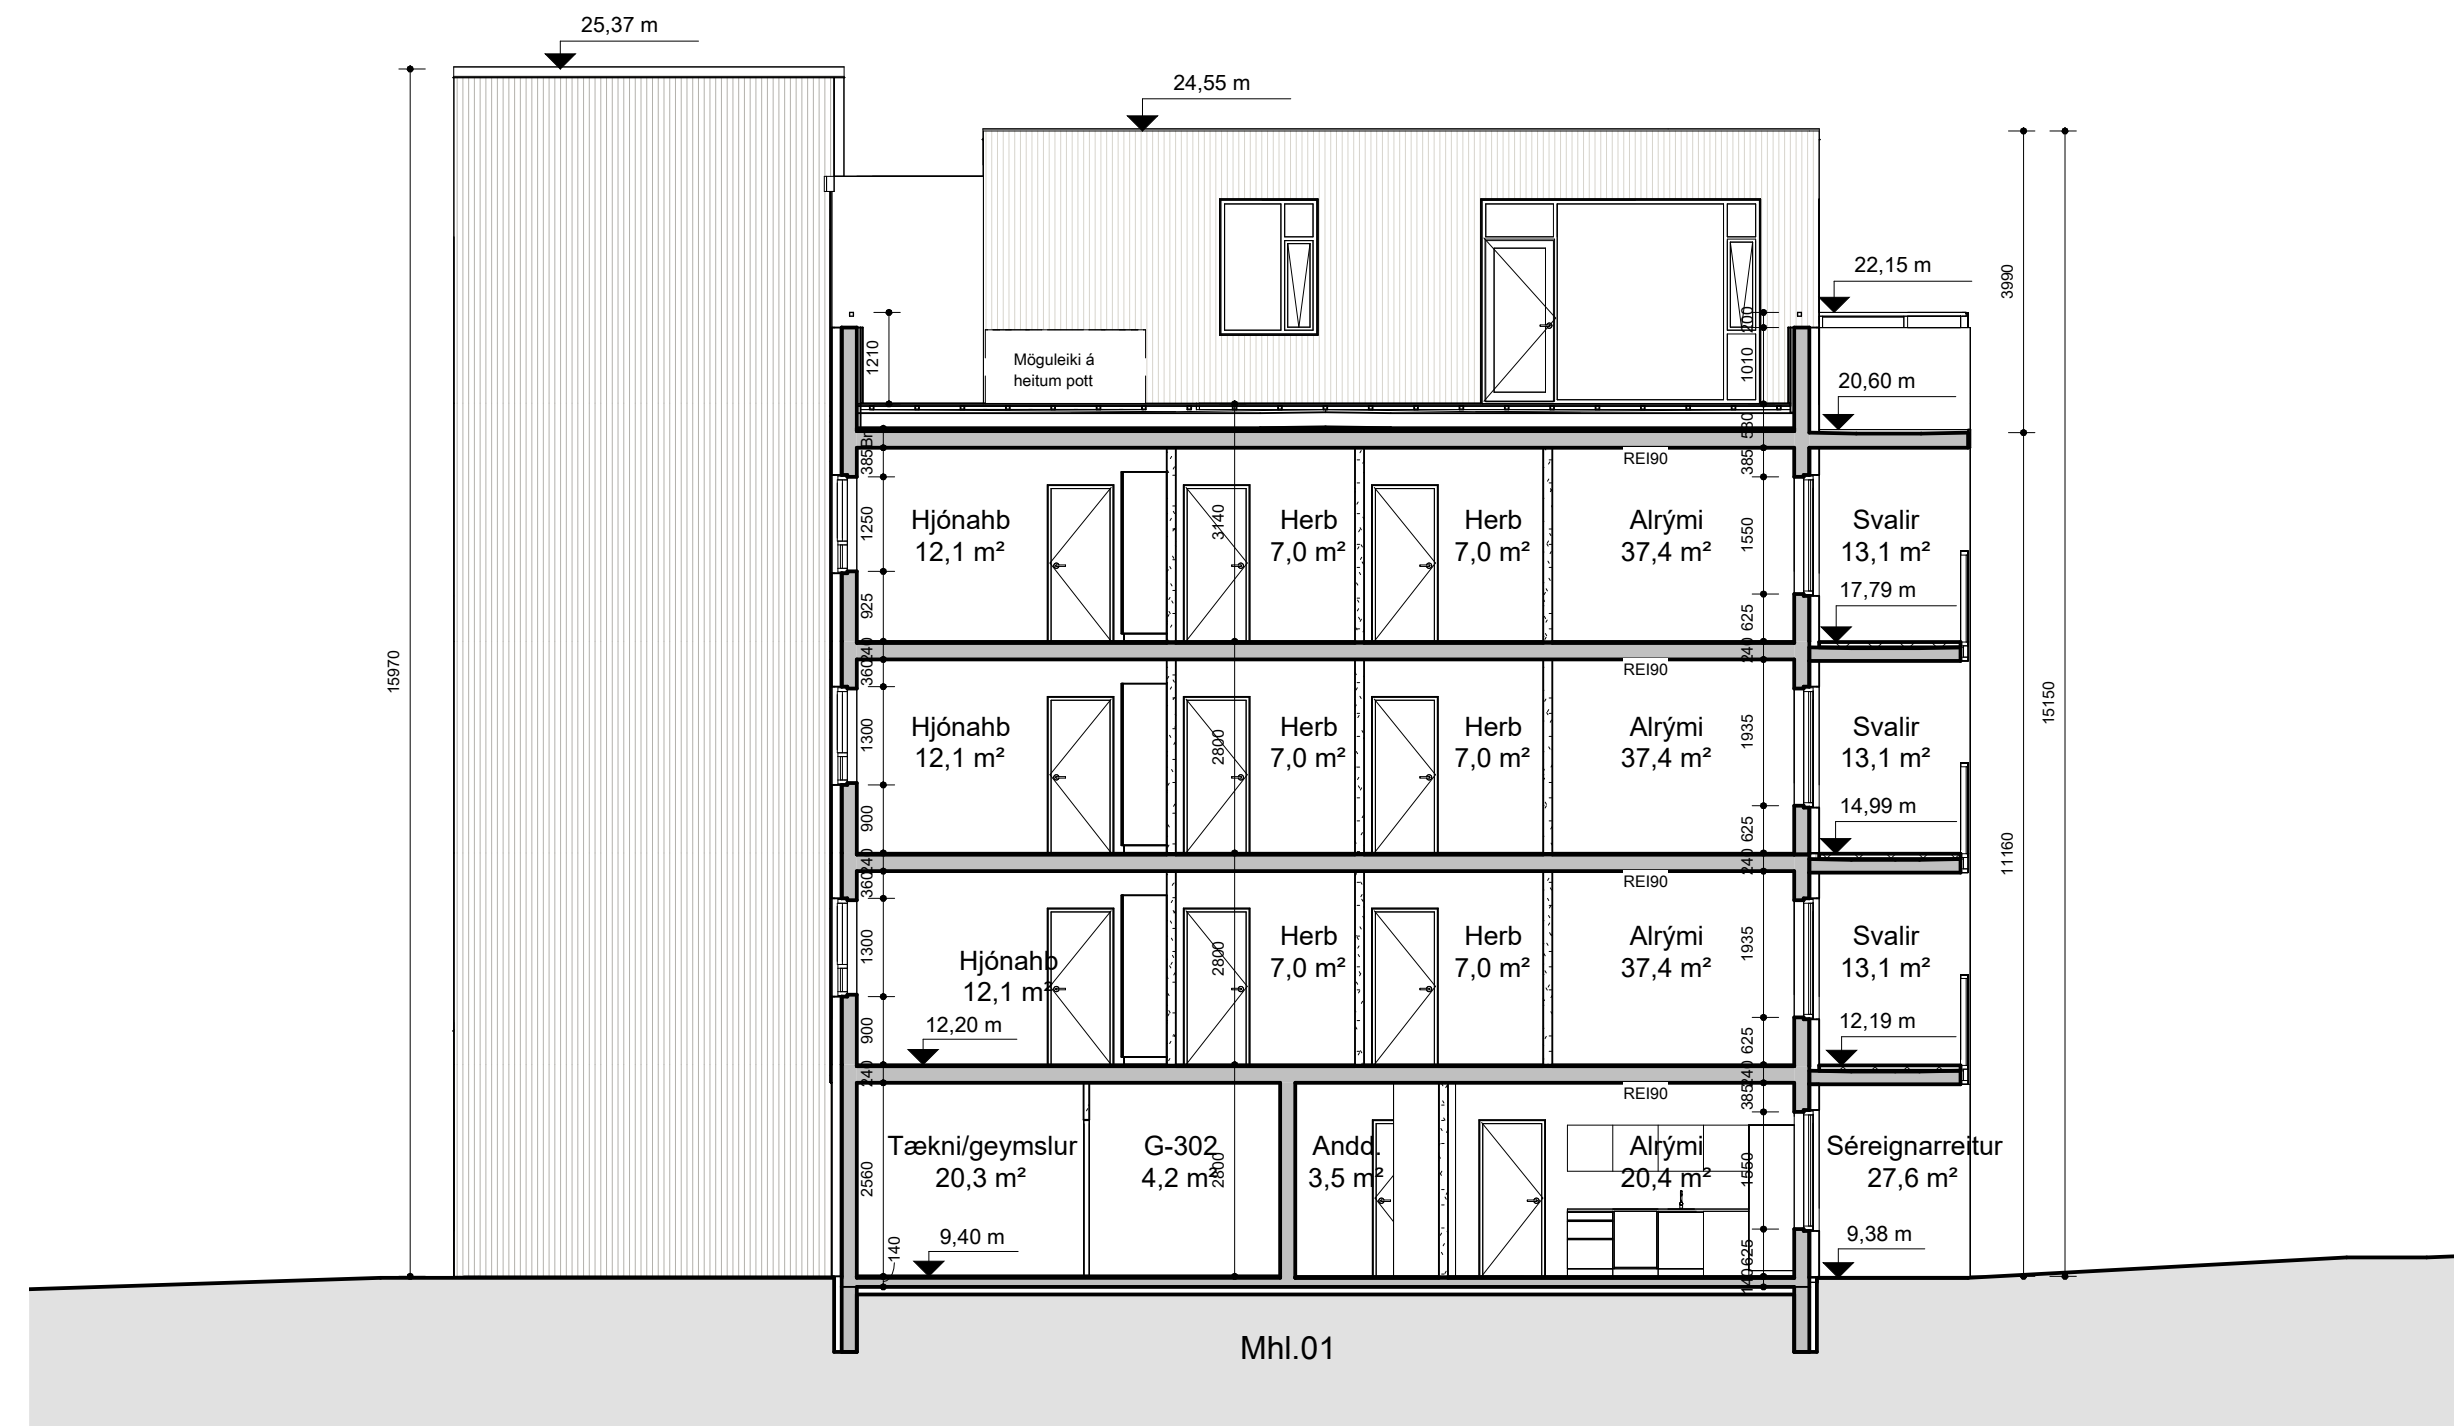 25,37 m
24,55 m
22,15 m
3990
200
1210
Möguleiki á
heitum pott
1010
20,60 m
530
385
REI90
385
Hjónahb
12,1 m²
1250
3140
Herb
7,0 m²
Herb
7,0 m²
Alrými
37,4 m²
1550
Svalir
13,1 m²
17,79 m
925
625
240
360
REI90
240
15970
15150
Hjónahb
12,1 m²
1300
2800
Herb
7,0 m²
Herb
7,0 m²
Alrými
37,4 m²
1935
Svalir
13,1 m²
14,99 m
900
625
11160
240
360
REI90
240
Hjónahb
12,1 m²
1300
2800
Herb
7,0 m²
Herb
7,0 m²
Alrými
37,4 m²
1935
Svalir
13,1 m²
12,20 m
12,19 m
900
625
240
REI90
240
385
Tækni/geymslur
20,3 m²
2560
G-302
4,2 m²
2800
Andd.
3,5 m²
Alrými
20,4 m²
1550
Séreignarreitur
27,6 m²
9,40 m
9,38 m
140
625
140
Mhl.01